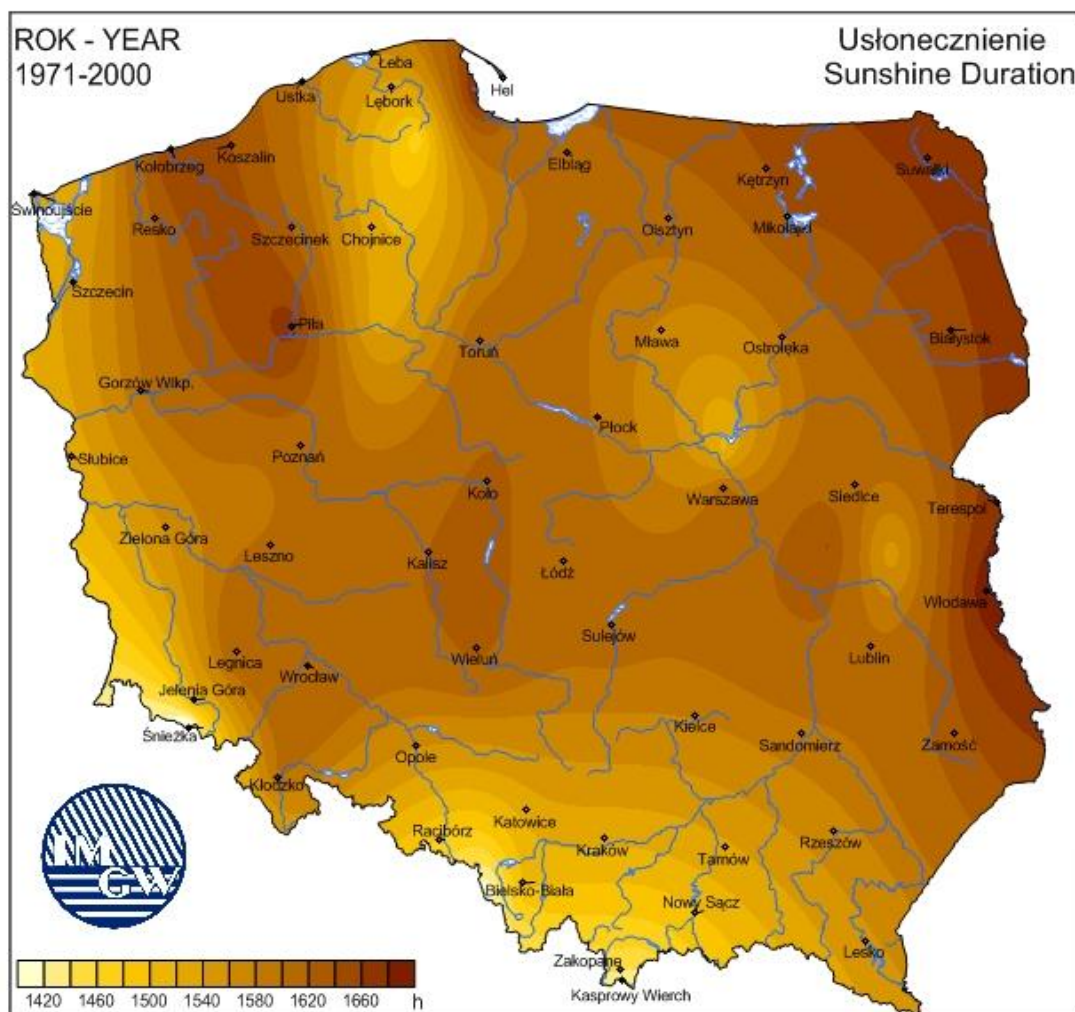 ROK - YEAR
1971-2000
Usłonecznienie
Sunshine Duration
Łeba
Ustka
Lębork
Hel
Kołobrzeg
Koszalin
Elbląg
Kętrzyn
Suwałki
Świnoujście
Resko
Szczecinek
Chojnice
Olsztyn
Mikołajki
Szczecin
Piła
Toruń
Mława
Ostrołęka
Białystok
Gorzów Wlkp.
Płock
Słubice
Poznań
Koło
Warszawa
Siedlce
Terespol
Zielona Góra
Leszno
Kalisz
Łódź
Włodawa
Sulejów
Legnica
Wrocław
Wieluń
Lublin
Jelenia Góra
Śnieżka
Kielce
Sandomierz
Zamość
Opole
Kłodzko
Katowice
Racibórz
Kraków
Tarnów
Rzeszów
Bielsko-Biała
Nowy Sącz
Lesko
Zakopane
Kasprowy Wierch
IM
GW
1420 1460 1500 1540 1580 1620 1660 h